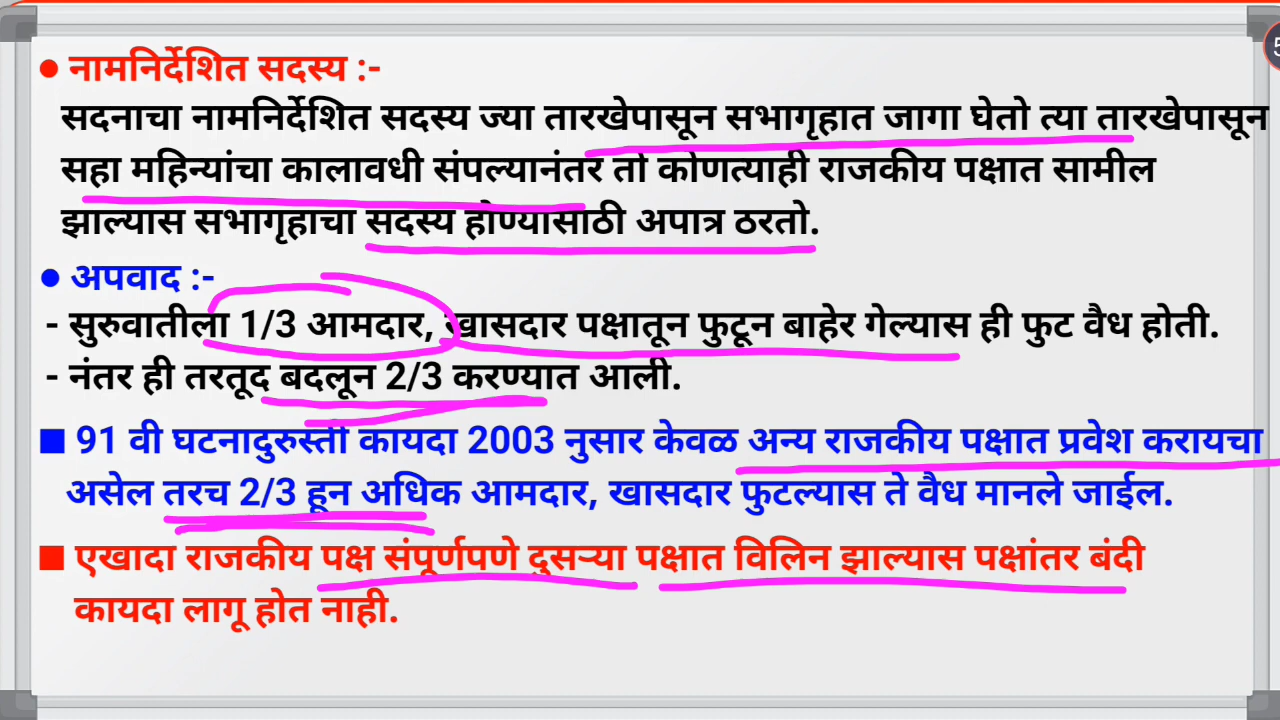 ● नामनिर्देशित सदस्य :-
सदनाचा नामनिर्देशित सदस्य ज्या तारखेपासून सभागृहात जागा घेतो त्या तारखेपासून
सहा महिन्यांचा कालावधी संपल्यानंतर तो कोणत्याही राजकीय पक्षात सामील
झाल्यास सभागृहाचा सदस्य होण्यासाठी अपात्र ठरतो.
● अपवाद :-
- सुरुवातीला 1/3 आमदार, खासदार पक्षातून फुटून बाहेर गेल्यास ही फुट वैध होती.
- नंतर ही तरतूद बदलून 2/3 करण्यात आली.
■ 91 वी घटनादुरुस्ती कायदा 2003 नुसार केवळ अन्य राजकीय पक्षात प्रवेश करायचा
असेल तरच 2/3 हून अधिक आमदार, खासदार फुटल्यास ते वैध मानले जाईल.
■ एखादा राजकीय पक्ष संपूर्णपणे दुसऱ्या पक्षात विलिन झाल्यास पक्षांतर बंदी
कायदा लागू होत नाही.